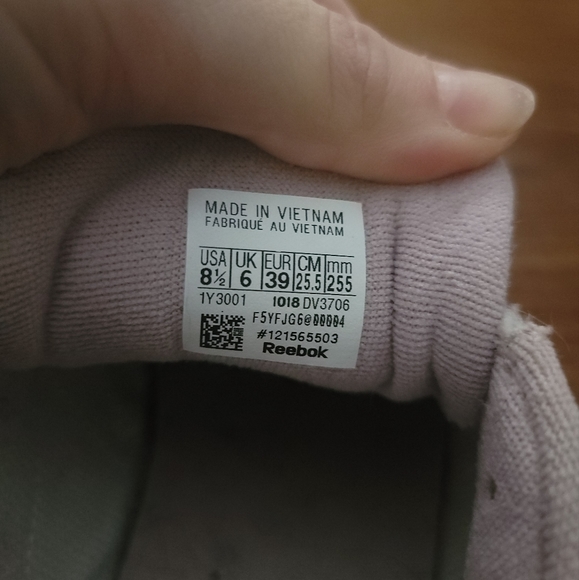 MADE IN VIETNAM
FABRIQUÉ AU VIETNAM
USA UK EUR CM mm
8½ 6 39 25.5 255
1Y3001 1018 DV3706
F5YFJG6@00004
#121565503
Reebok